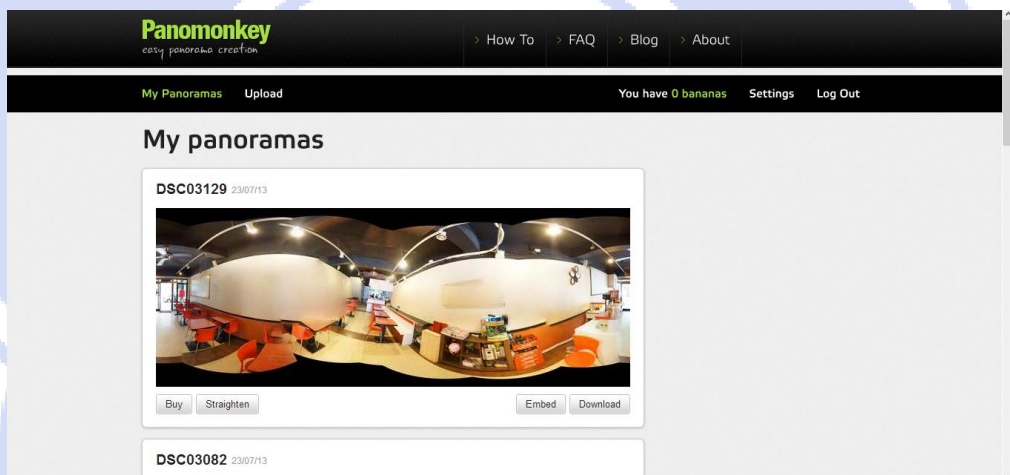 Panomonkey
easy panorama creation
> How To > FAQ > Blog > About
My Panoramas Upload You have 0 bananas Settings Log Out
My panoramas
DSC03129 23/07/13
Buy Straighten Embed Download
DSC03082 23/07/13